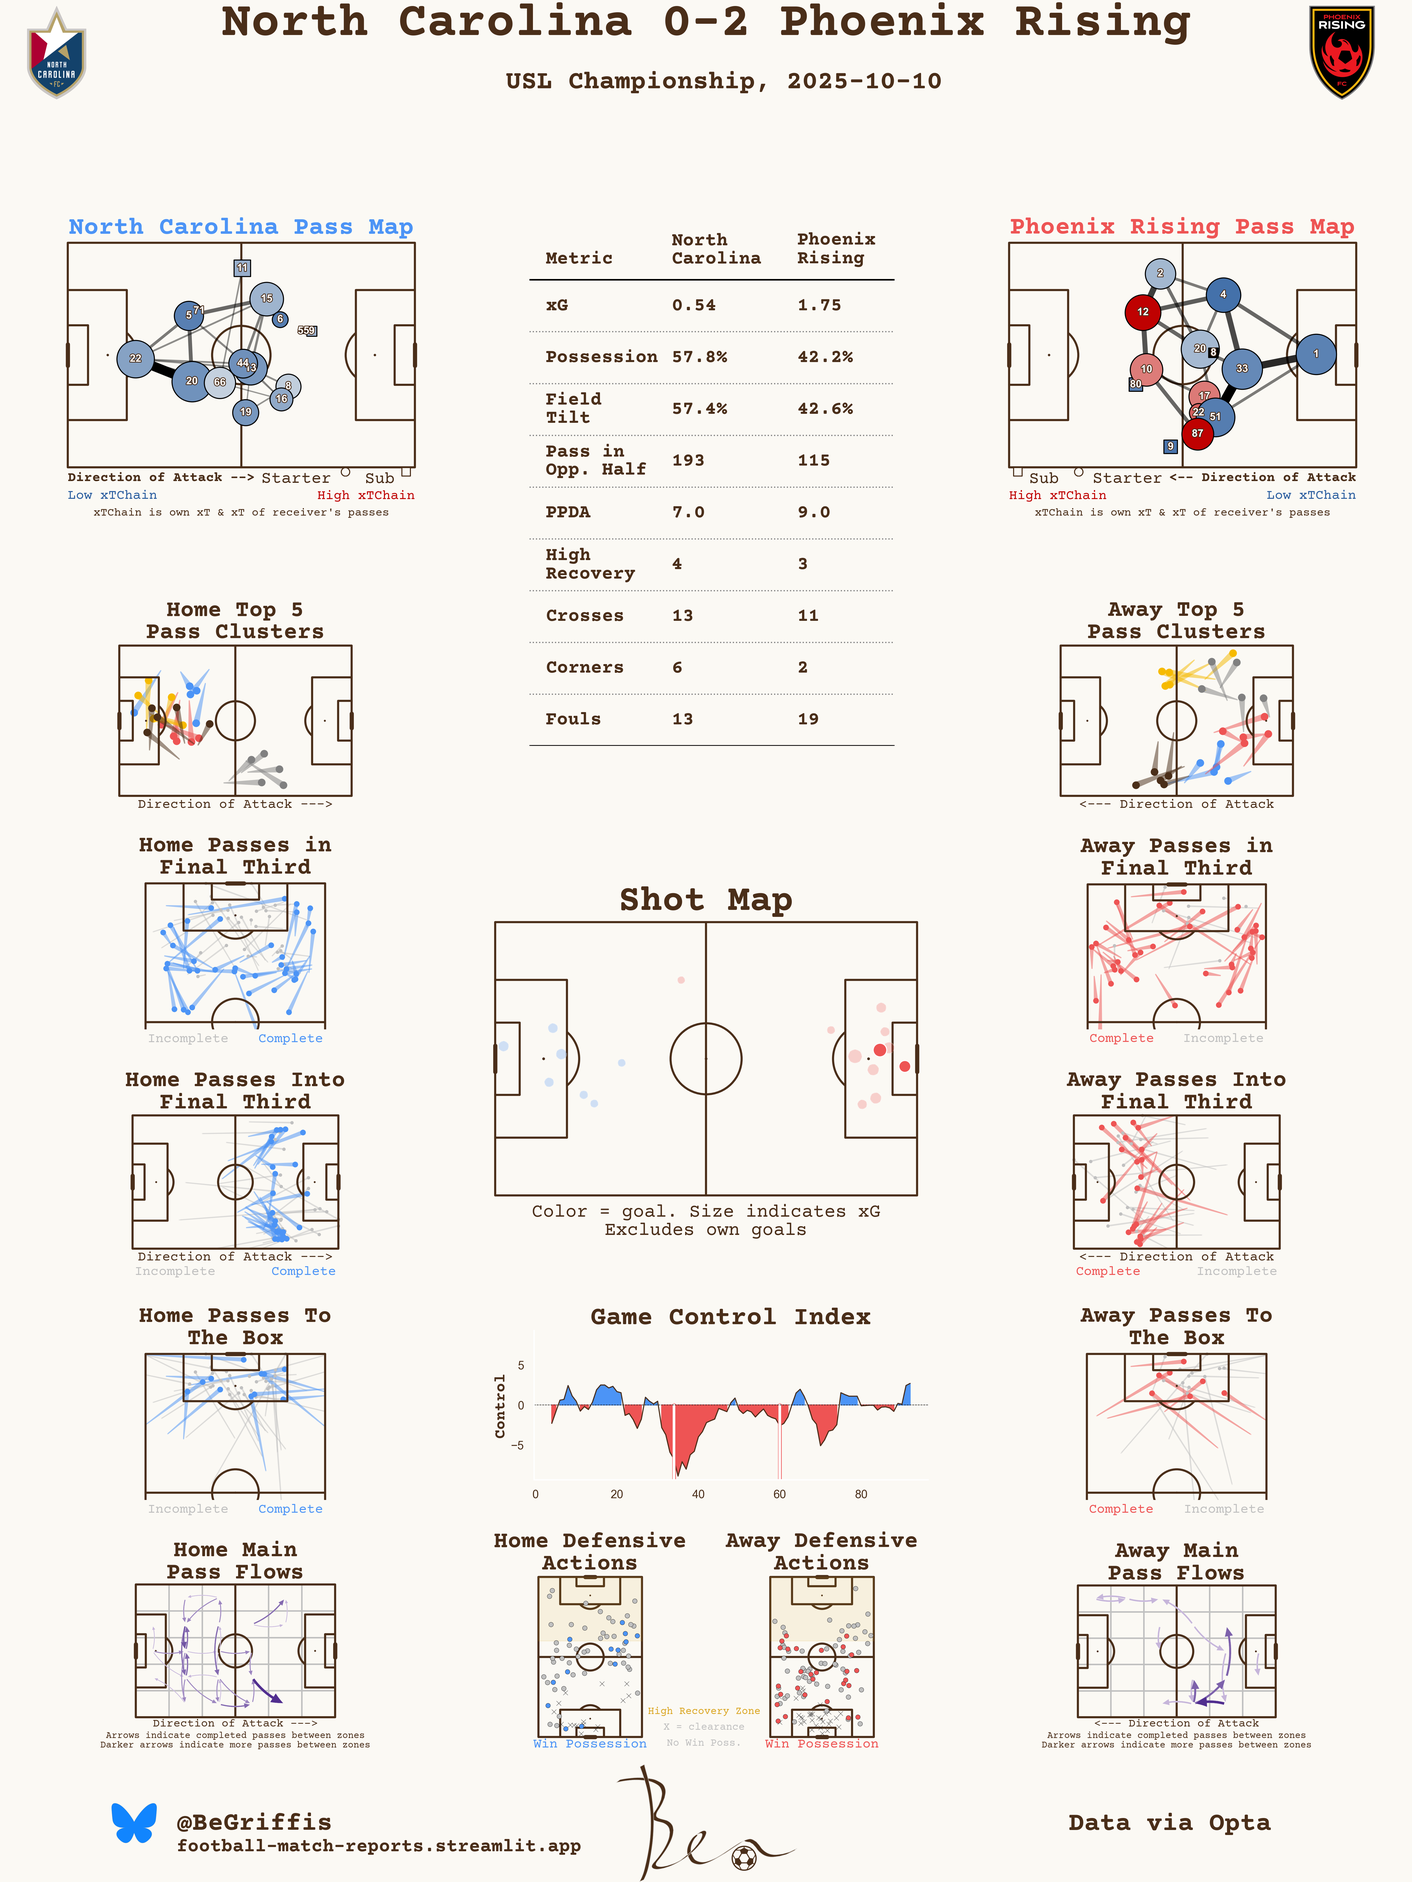 North Carolina 0-2 Phoenix Rising
USL Championship, 2025-10-10
NORTH
CAROLINA
FC
PHOENIX
RISING
FC
North Carolina Pass Map
11
15
71
5
6
559
22
44
13
20
66
8
16
19
Direction of Attack --> Starter Sub
Low xTChain High xTChain
xTChain is own xT & xT of receiver's passes
Metric North Carolina Phoenix Rising
xG 0.54 1.75
Possession 57.8% 42.2%
Field Tilt 57.4% 42.6%
Pass in Opp. Half 193 115
PPDA 7.0 9.0
High Recovery 4 3
Crosses 13 11
Corners 6 2
Fouls 13 19
Phoenix Rising Pass Map
2
4
12
20
8
1
10
33
80
17
22
51
87
9
Sub Starter <-- Direction of Attack
High xTChain Low xTChain
xTChain is own xT & xT of receiver's passes
Home Top 5
Pass Clusters
Direction of Attack --->
Away Top 5
Pass Clusters
<--- Direction of Attack
Home Passes in
Final Third
Incomplete Complete
Away Passes in
Final Third
Complete Incomplete
Shot Map
Color = goal. Size indicates xG
Excludes own goals
Home Passes Into
Final Third
Direction of Attack --->
Incomplete Complete
Away Passes Into
Final Third
<--- Direction of Attack
Complete Incomplete
Home Passes To
The Box
Incomplete Complete
Game Control Index
Control
5
0
−5
0 20 40 60 80
Away Passes To
The Box
Complete Incomplete
Home Main
Pass Flows
Direction of Attack --->
Arrows indicate completed passes between zones
Darker arrows indicate more passes between zones
Home Defensive
Actions
Win Possession
Away Defensive
Actions
Win Possession
High Recovery Zone
X = clearance
No Win Poss.
Away Main
Pass Flows
<--- Direction of Attack
Arrows indicate completed passes between zones
Darker arrows indicate more passes between zones
@BeGriffis
football-match-reports.streamlit.app
Ben
Data via Opta